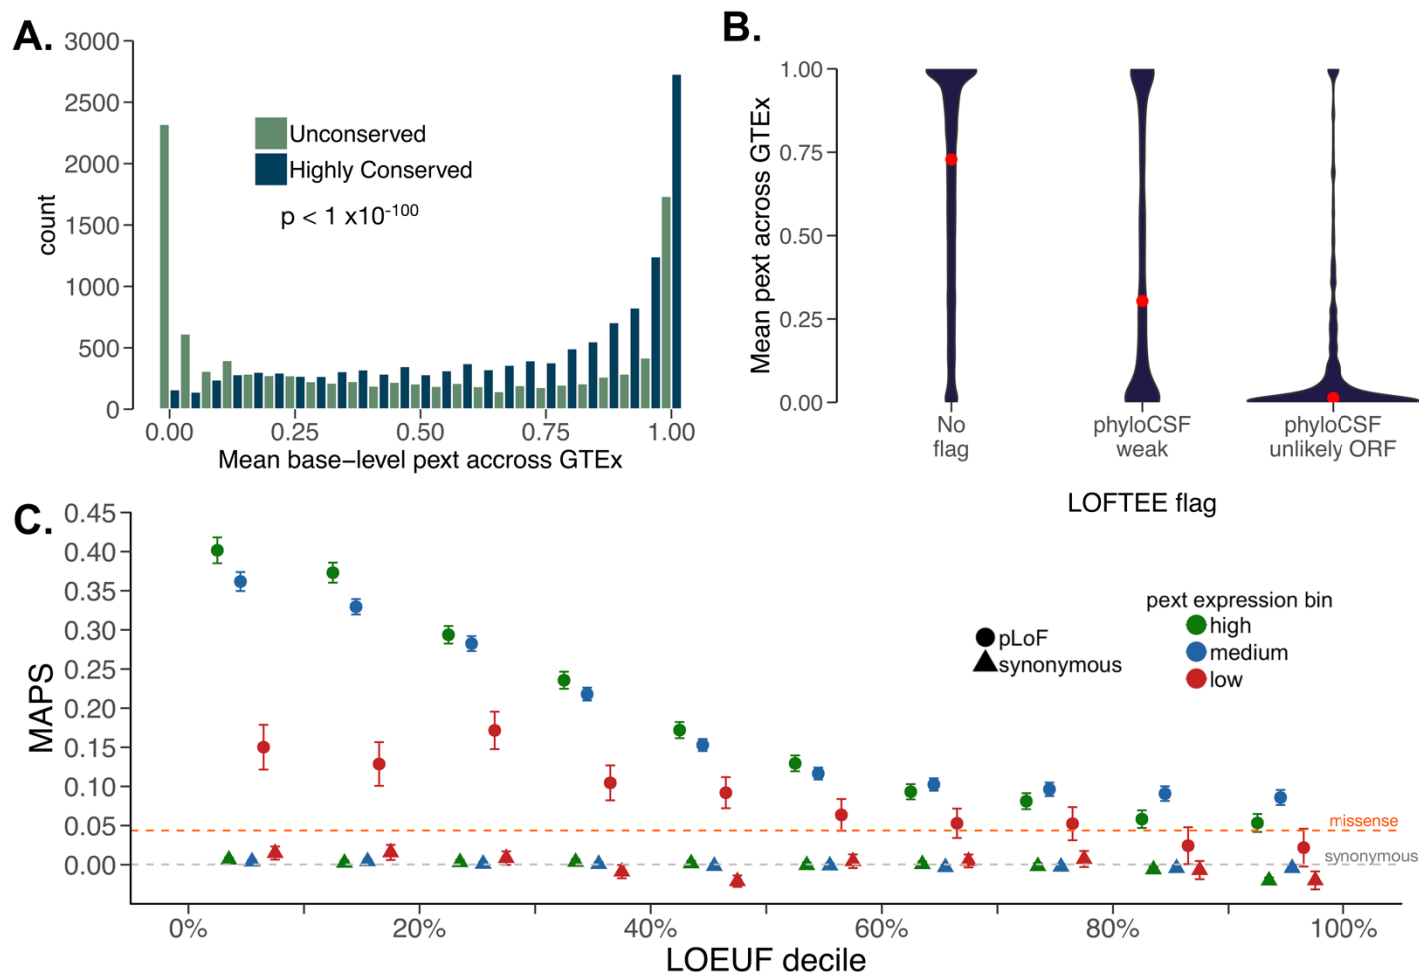 A.
3000
2500
2000
1500
1000
500
0
count
Unconserved
Highly Conserved
p < 1 x10-100
0.00 0.25 0.50 0.75 1.00
Mean base-level pext accross GTEx
B.
1.00
0.75
0.50
0.25
0.00
Mean pext across GTEx
No
flag
phyloCSF
weak
phyloCSF
unlikely ORF
LOFTEE flag
C.
0.45
0.40
0.35
0.30
0.25
0.20
0.15
0.10
0.05
0.00
MAPS
pLoF
synonymous
pext expression bin
high
medium
low
missense
synonymous
0% 20% 40% 60% 80% 100%
LOEUF decile